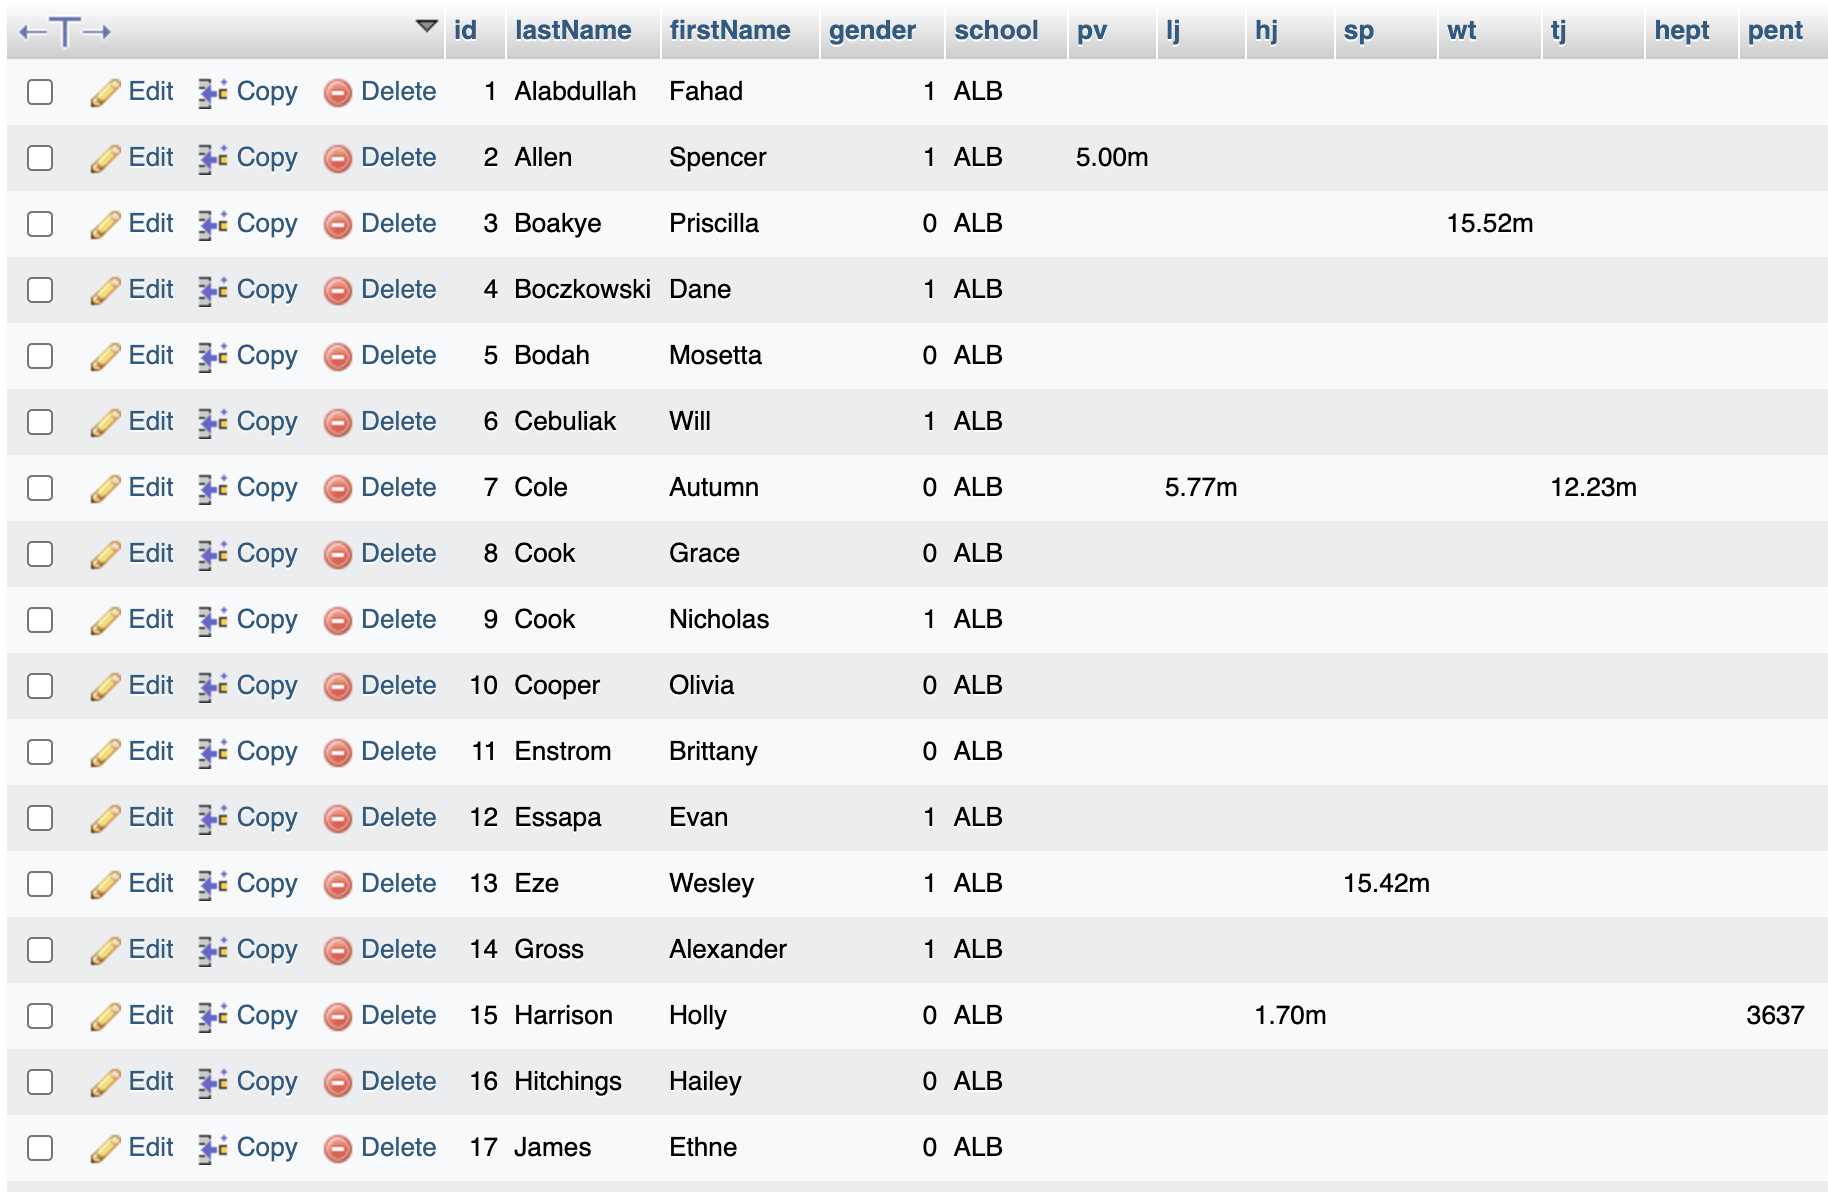 ←T→ id lastName firstName gender school pv lj hj sp wt tj hept pent
Edit Copy Delete 1 Alabdullah Fahad 1 ALB
Edit Copy Delete 2 Allen Spencer 1 ALB 5.00m
Edit Copy Delete 3 Boakye Priscilla 0 ALB 15.52m
Edit Copy Delete 4 Boczkowski Dane 1 ALB
Edit Copy Delete 5 Bodah Mosetta 0 ALB
Edit Copy Delete 6 Cebuliak Will 1 ALB
Edit Copy Delete 7 Cole Autumn 0 ALB 5.77m 12.23m
Edit Copy Delete 8 Cook Grace 0 ALB
Edit Copy Delete 9 Cook Nicholas 1 ALB
Edit Copy Delete 10 Cooper Olivia 0 ALB
Edit Copy Delete 11 Enstrom Brittany 0 ALB
Edit Copy Delete 12 Essapa Evan 1 ALB
Edit Copy Delete 13 Eze Wesley 1 ALB 15.42m
Edit Copy Delete 14 Gross Alexander 1 ALB
Edit Copy Delete 15 Harrison Holly 0 ALB 1.70m 3637
Edit Copy Delete 16 Hitchings Hailey 0 ALB
Edit Copy Delete 17 James Ethne 0 ALB